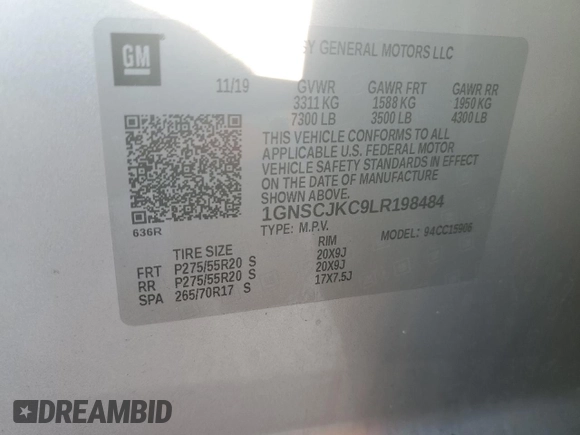 GM
BY GENERAL MOTORS LLC
11/19 GVWR GAWR FRT GAWR RR
3311 KG 1588 KG 1950 KG
7300 LB 3500 LB 4300 LB
THIS VEHICLE CONFORMS TO ALL
APPLICABLE U.S. FEDERAL MOTOR
VEHICLE SAFETY STANDARDS IN EFFECT
ON THE DATE OF MANUFACTURE
SHOWN ABOVE.
1GNSCJKC9LR198484
636R TYPE: M.P.V. MODEL: 94CC15906
TIRE SIZE RIM
FRT P275/55R20 S 20X9J
RR P275/55R20 S 20X9J
SPA 265/70R17 S 17X7.5J
DREAMBID